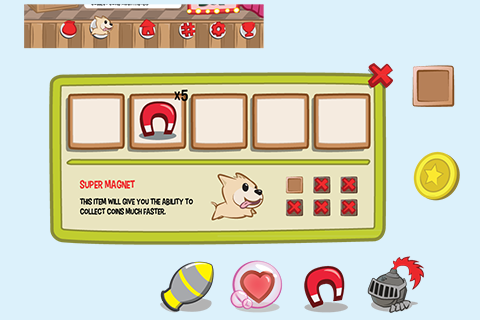 x5
SUPER MAGNET
THIS ITEM WILL GIVE YOU THE ABILITY TO
COLLECT COINS MUCH FASTER.